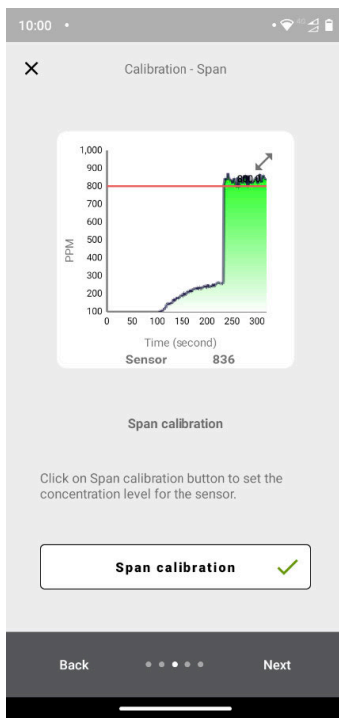 10:00
Calibration - Span
1,000
900
800
700
600
500
400
300
200
100
PPM
0 50 100 150 200 250 300
Time (second)
Sensor 836
Span calibration
Click on Span calibration button to set the
concentration level for the sensor.
Span calibration
Back Next